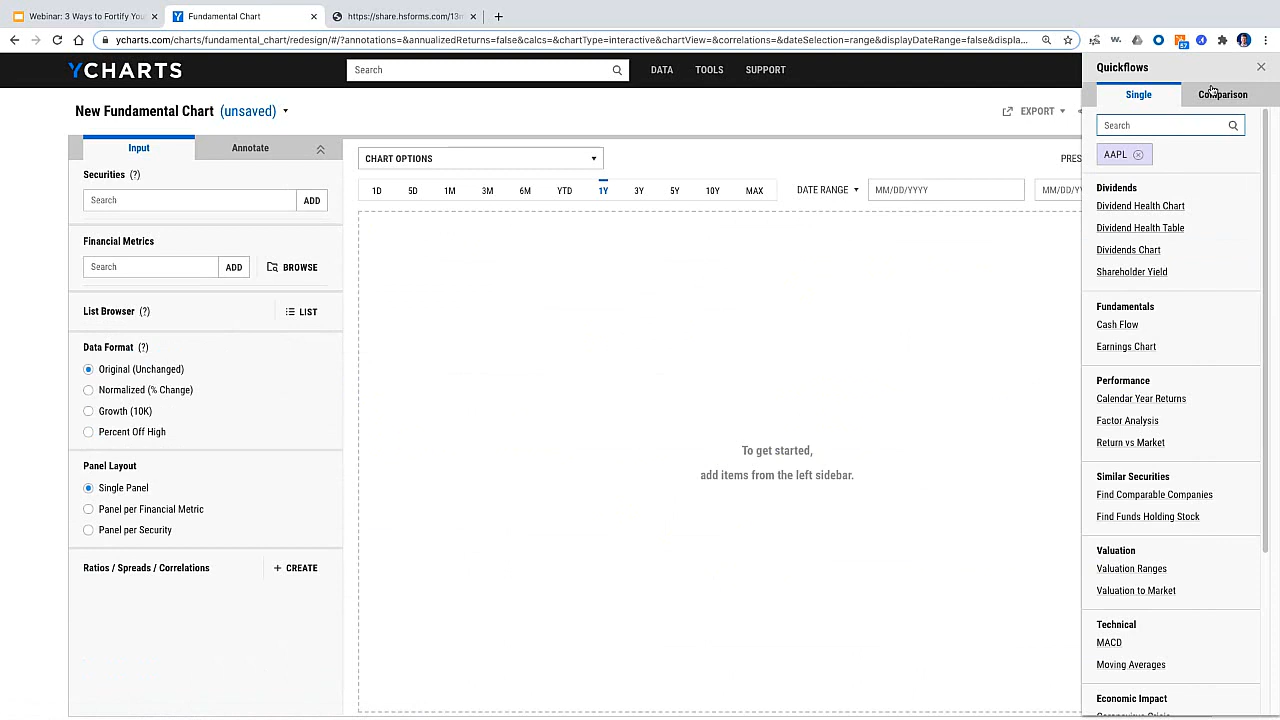 Webinar: 3 Ways to Fortify You
Fundamental Chart
https://share.hsforms.com/13m
ycharts.com/charts/fundamental_chart/redesign/#/?annotations=&annualizedReturns=false&calcs=&chartType=interactive&chartView=&correlations=&dateSelection=range&displayDateRange=false&displa...
YCHARTS
Search
DATA
TOOLS
SUPPORT
New Fundamental Chart (unsaved)
EXPORT
Input
Annotate
Securities (?)
Search
ADD
Financial Metrics
Search
ADD
BROWSE
List Browser (?)
LIST
Data Format (?)
Original (Unchanged)
Normalized (% Change)
Growth (10K)
Percent Off High
Panel Layout
Single Panel
Panel per Financial Metric
Panel per Security
Ratios / Spreads / Correlations
+ CREATE
CHART OPTIONS
PRES
1D 5D 1M 3M 6M YTD 1Y 3Y 5Y 10Y MAX
DATE RANGE
MM/DD/YYYY
MM/DD/YY
To get started,
add items from the left sidebar.
Quickflows
Single
Comparison
Search
AAPL
Dividends
Dividend Health Chart
Dividend Health Table
Dividends Chart
Shareholder Yield
Fundamentals
Cash Flow
Earnings Chart
Performance
Calendar Year Returns
Factor Analysis
Return vs Market
Similar Securities
Find Comparable Companies
Find Funds Holding Stock
Valuation
Valuation Ranges
Valuation to Market
Technical
MACD
Moving Averages
Economic Impact